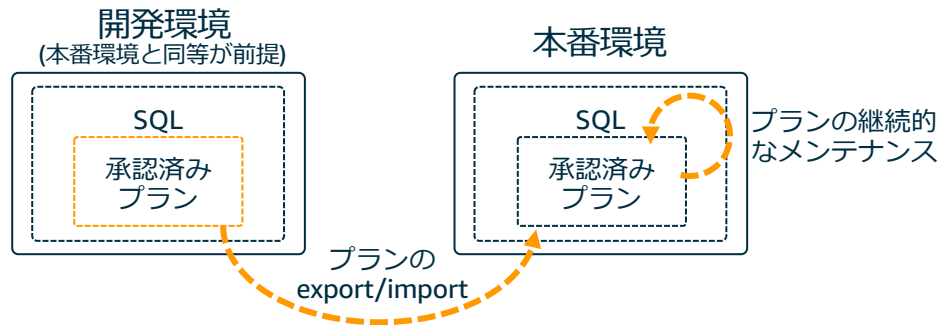 開発環境
(本番環境と同等が前提)
SQL
承認済み
プラン
本番環境
SQL
承認済み
プラン
プランの継続的
なメンテナンス
プランの
export/import